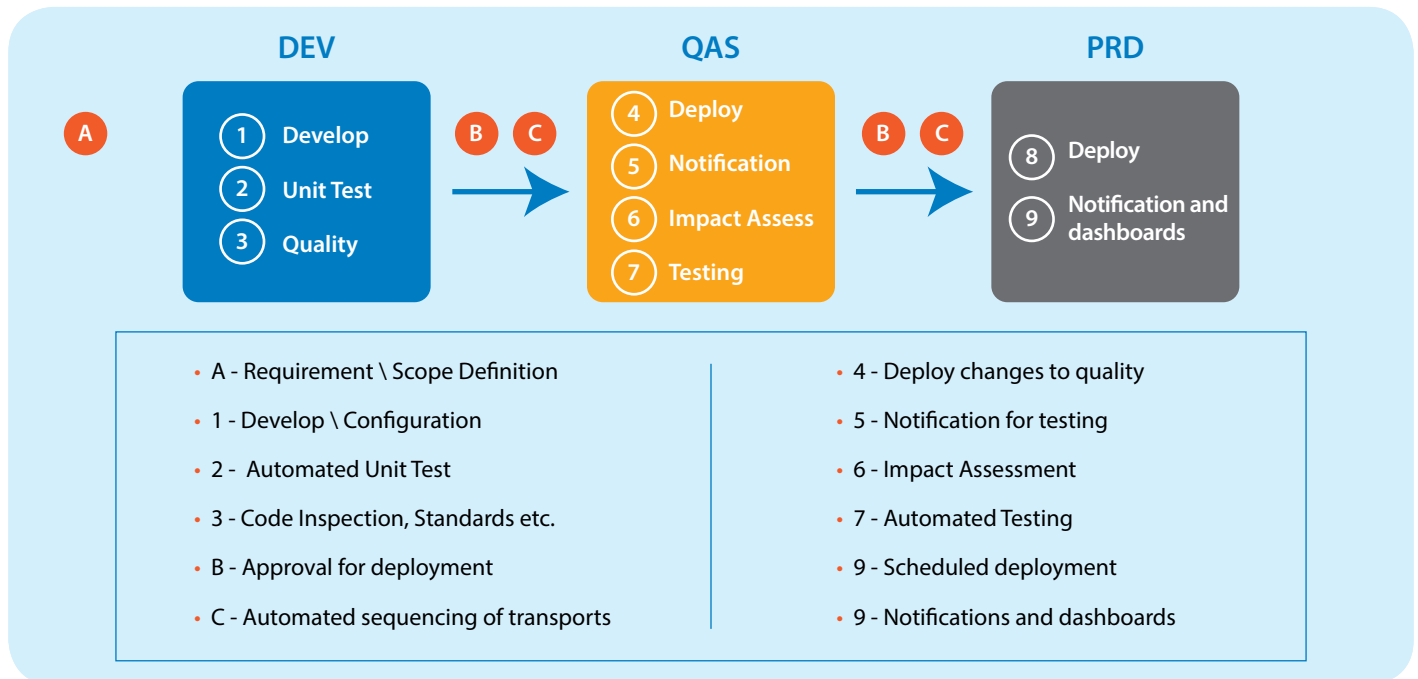 DEV
QAS
PRD
A
1 Develop
2 Unit Test
3 Quality
B C
4 Deploy
5 Notification
6 Impact Assess
7 Testing
B C
8 Deploy
9 Notification and
dashboards
• A - Requirement \ Scope Definition
• 1 - Develop \ Configuration
• 2 - Automated Unit Test
• 3 - Code Inspection, Standards etc.
• B - Approval for deployment
• C - Automated sequencing of transports
• 4 - Deploy changes to quality
• 5 - Notification for testing
• 6 - Impact Assessment
• 7 - Automated Testing
• 9 - Scheduled deployment
• 9 - Notifications and dashboards